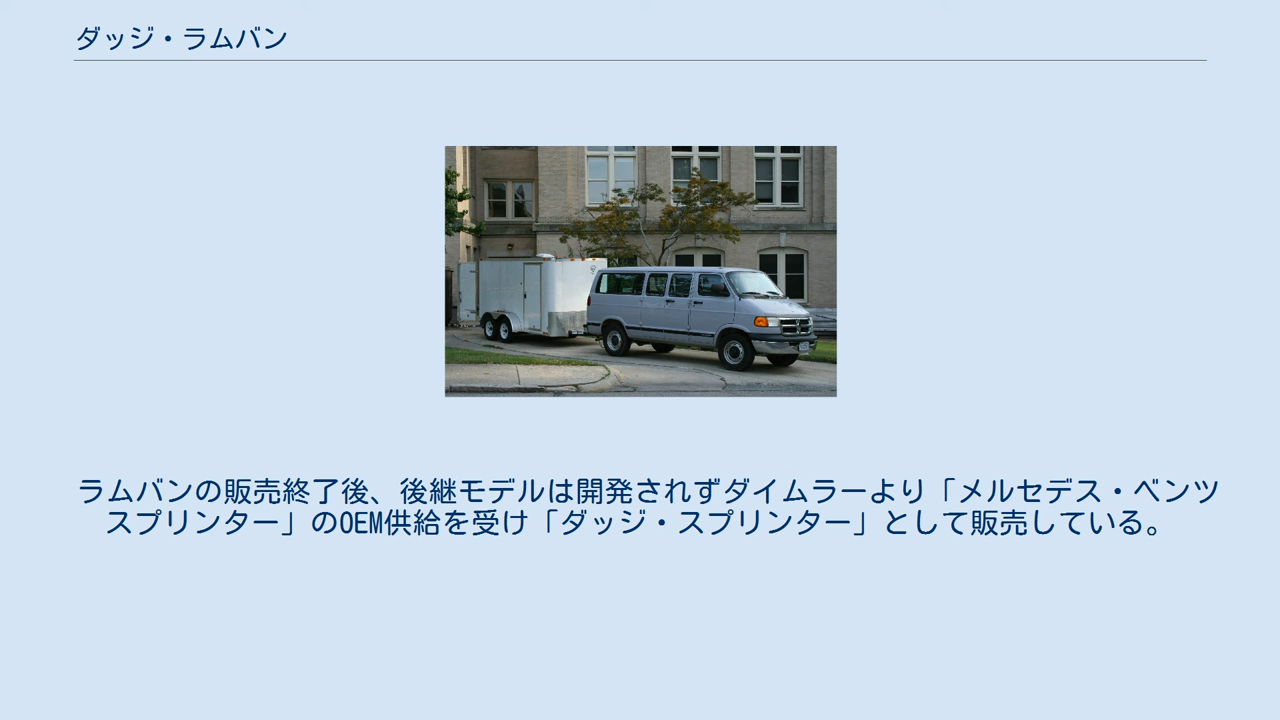 ダッジ・ラムバン
ラムバンの販売終了後、後継モデルは開発されずダイムラーより「メルセデス・ベンツ
スプリンター」のOEM供給を受け「ダッジ・スプリンター」として販売している。